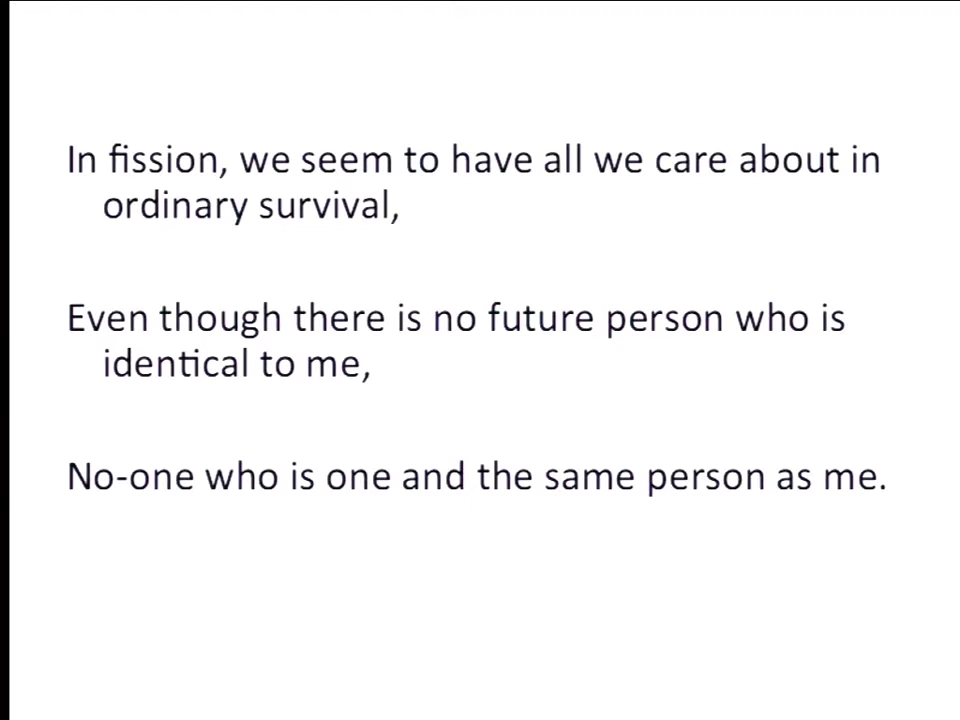 In fission, we seem to have all we care about in
ordinary survival,
Even though there is no future person who is
identical to me,
No-one who is one and the same person as me.